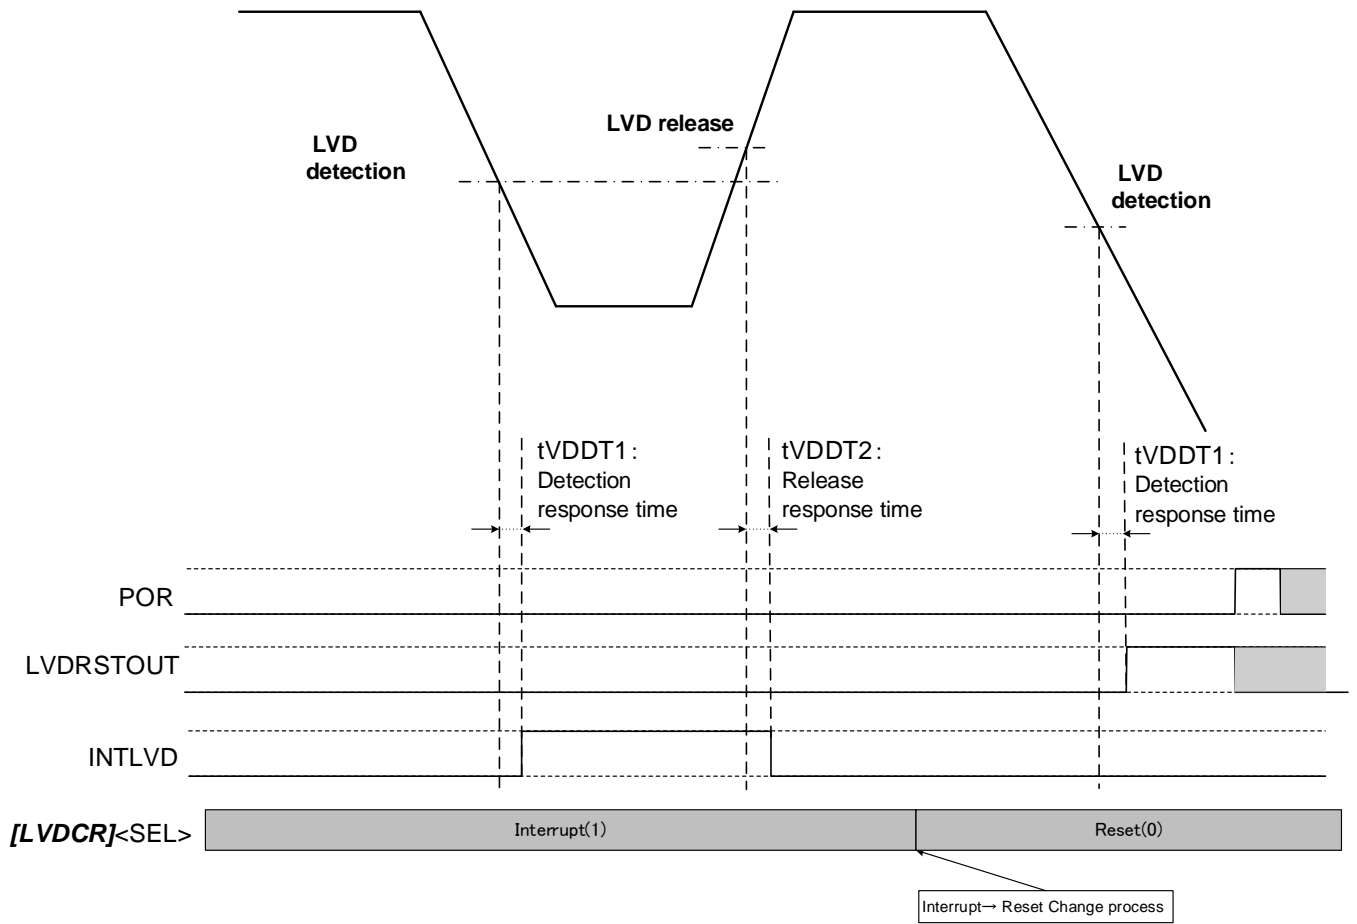 LVD release
LVD
detection
LVD
detection
tVDDT1：
Detection
response time
tVDDT2：
Release
response time
tVDDT1：
Detection
response time
POR
LVDRSTOUT
INTLVD
[LVDCR]<SEL>
Interrupt(1)
Reset(0)
Interrupt→ Reset Change process